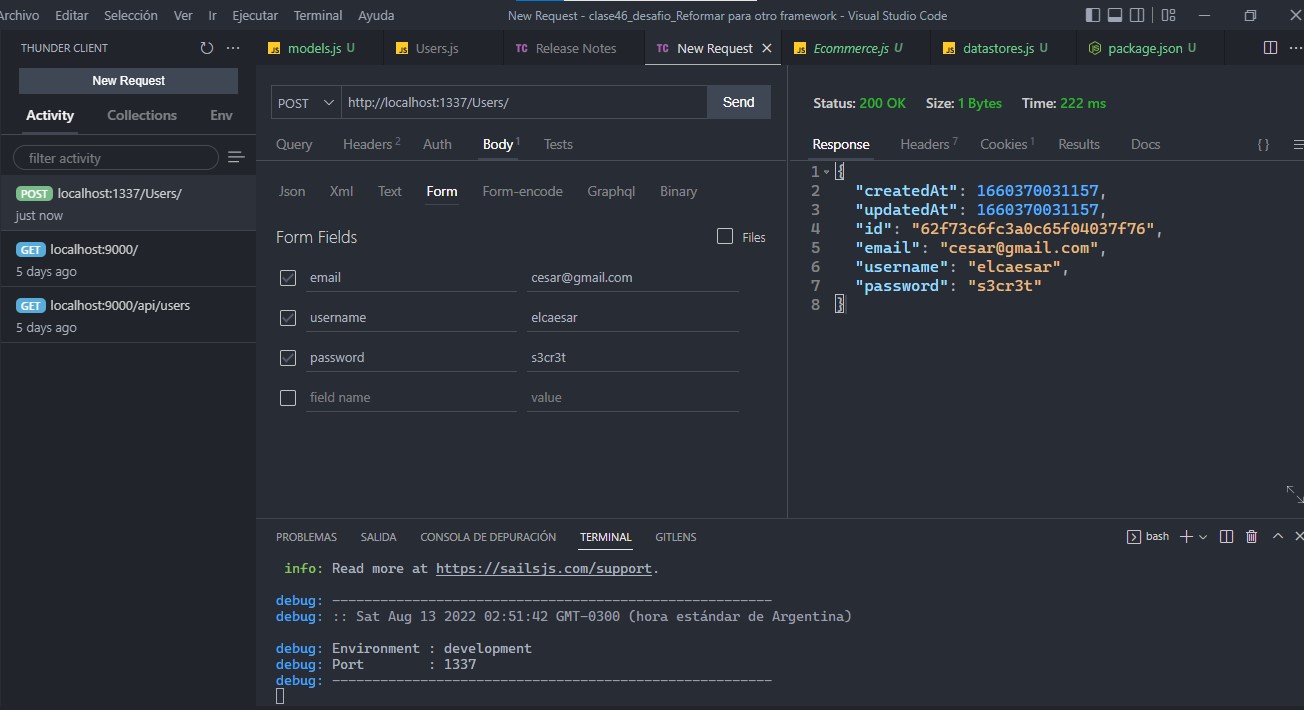 Archivo Editar Selección Ver Ir Ejecutar Terminal Ayuda New Request - clase46_desafio_Reformar para otro framework - Visual Studio Code
THUNDER CLIENT
models.js U Users.js TC Release Notes TC New Request Ecommerce.js U datastores.js U package.json U
New Request
Activity Collections Env
filter activity
POST localhost:1337/Users/
just now
GET localhost:9000/
5 days ago
GET localhost:9000/api/users
5 days ago
POST http://localhost:1337/Users/ Send
Query Headers 2 Auth Body 1 Tests
Json Xml Text Form Form-encode Graphql Binary
Form Fields Files
email cesar@gmail.com
username elcaesar
password s3cr3t
field name value
Status: 200 OK Size: 1 Bytes Time: 222 ms
Response Headers 7 Cookies 1 Results Docs { }
1 {
2 "createdAt": 1660370031157,
3 "updatedAt": 1660370031157,
4 "id": "62f73c6fc3a0c65f04037f76",
5 "email": "cesar@gmail.com",
6 "username": "elcaesar",
7 "password": "s3cr3t"
8 }
PROBLEMAS SALIDA CONSOLA DE DEPURACIÓN TERMINAL GITLENS bash
info: Read more at https://sailsjs.com/support.
debug: -------------------------------------------------------
debug: :: Sat Aug 13 2022 02:51:42 GMT-0300 (hora estándar de Argentina)
debug: Environment : development
debug: Port : 1337
debug: -------------------------------------------------------